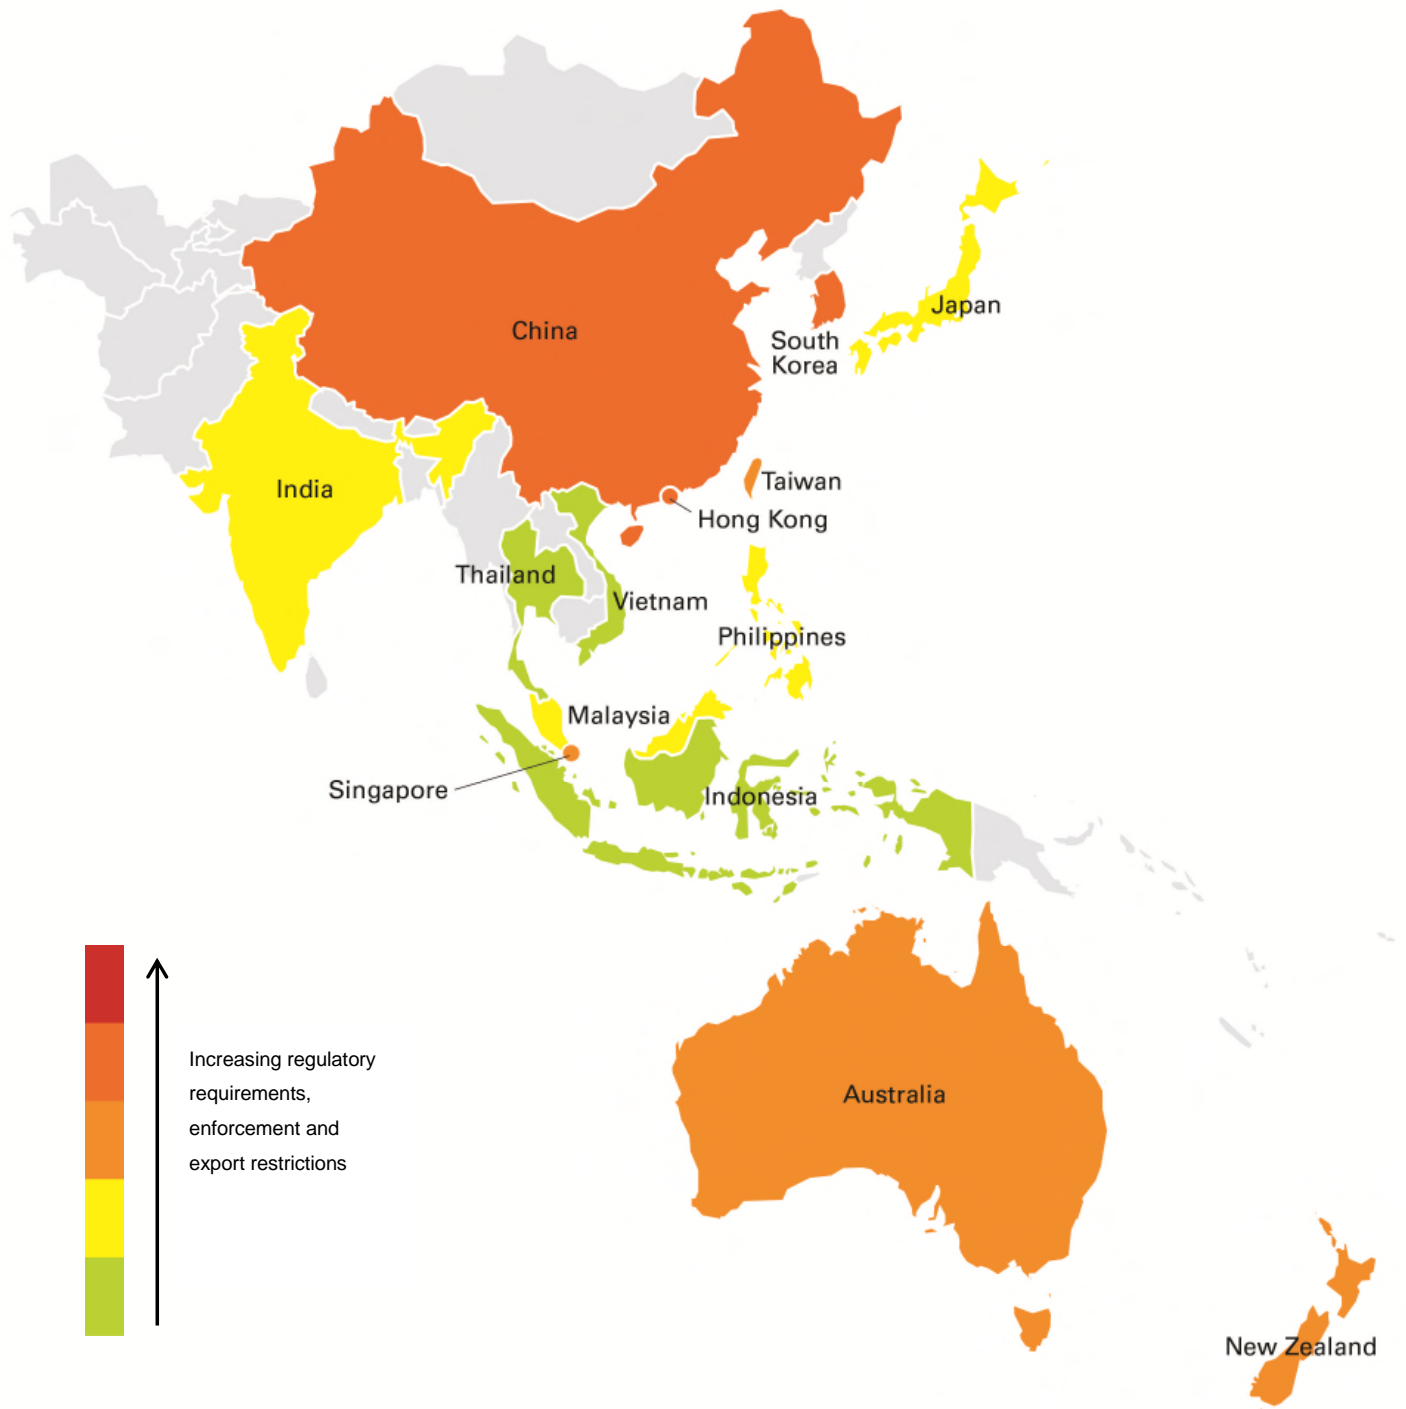 China
Japan
South
Korea
India
Taiwan
Hong Kong
Thailand
Vietnam
Philippines
Malaysia
Singapore
Indonesia
Increasing regulatory
requirements,
enforcement and
export restrictions
Australia
New Zealand